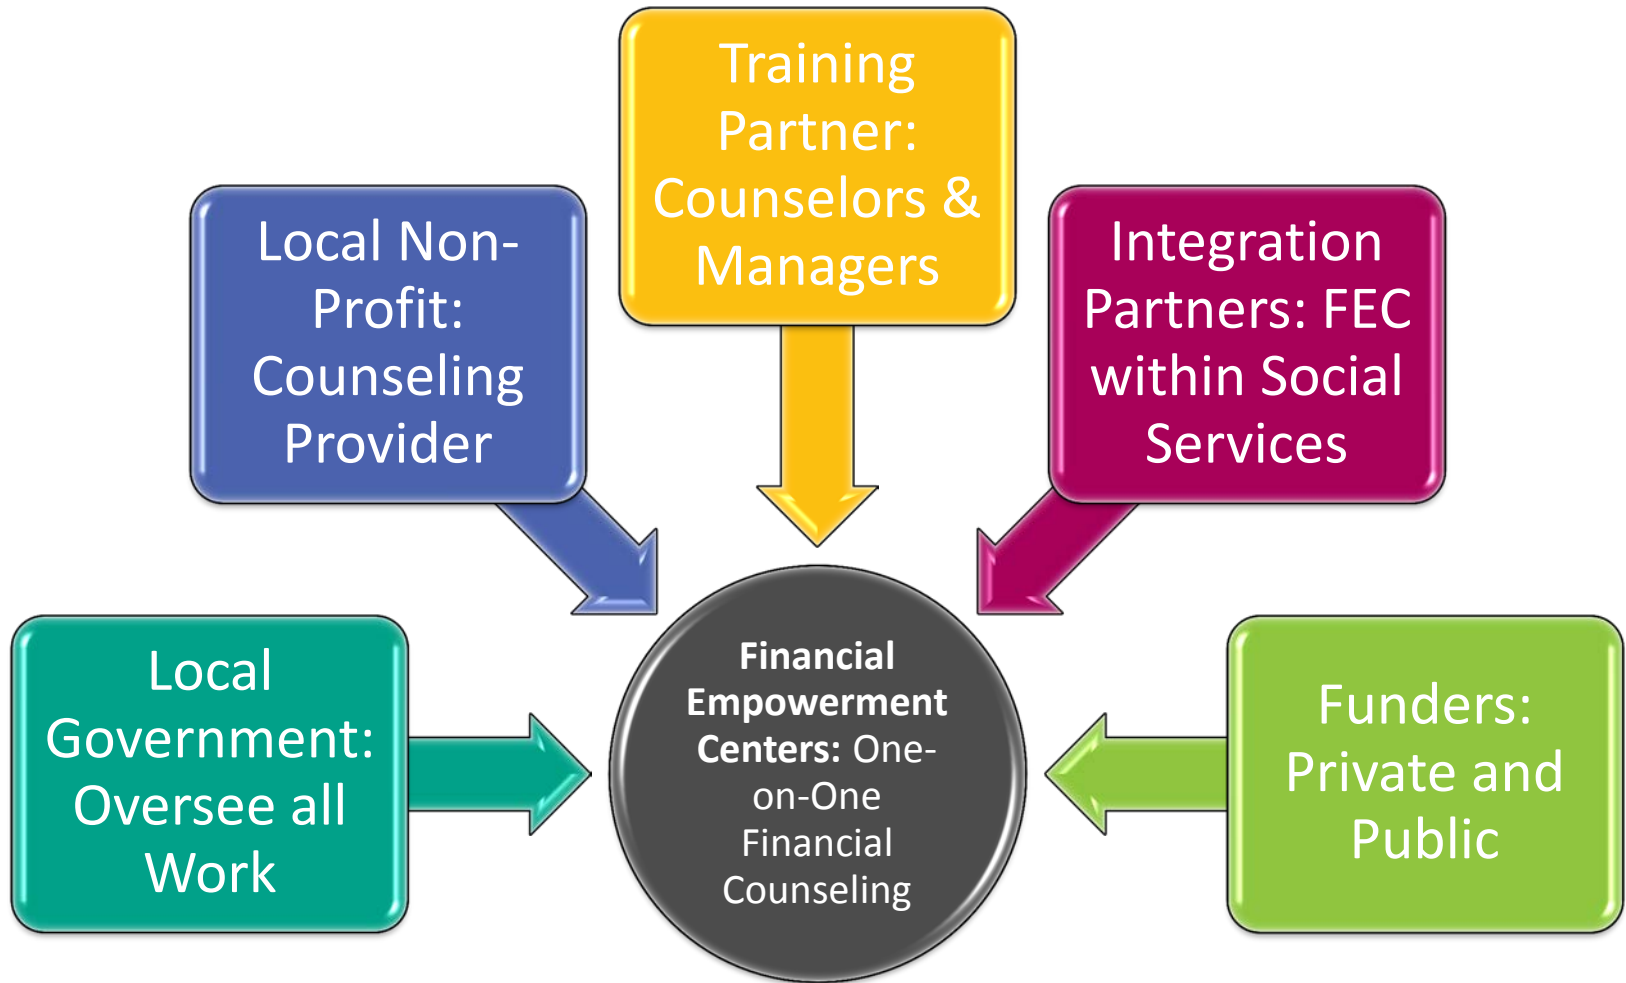 Training
Partner:
Counselors &
Managers
Local Non-
Profit:
Counseling
Provider
Integration
Partners: FEC
within Social
Services
Local
Government:
Oversee all
Work
Financial
Empowerment
Centers: One-
on-One
Financial
Counseling
Funders:
Private and
Public